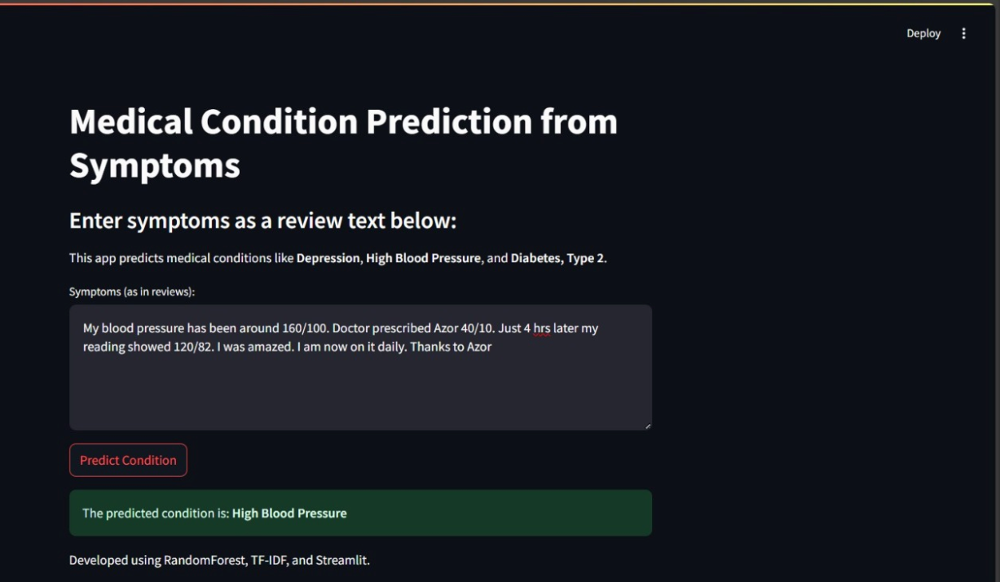 Deploy
Medical Condition Prediction from
Symptoms
Enter symptoms as a review text below:
This app predicts medical conditions like Depression, High Blood Pressure, and Diabetes, Type 2.
Symptoms (as in reviews):
My blood pressure has been around 160/100. Doctor prescribed Azor 40/10. Just 4 hrs later my
reading showed 120/82. I was amazed. I am now on it daily. Thanks to Azor
Predict Condition
The predicted condition is: High Blood Pressure
Developed using RandomForest, TF-IDF, and Streamlit.